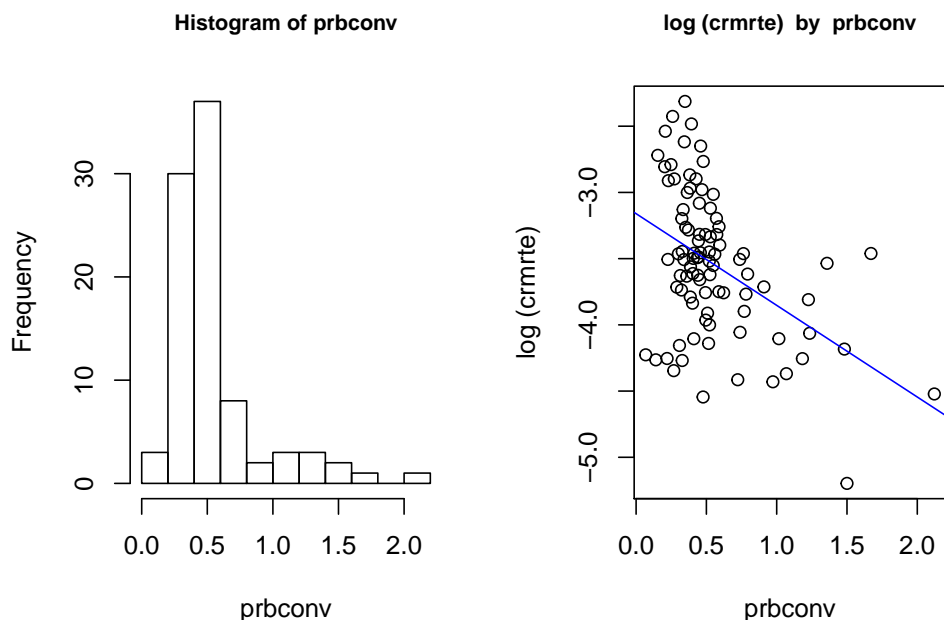 Histogram of prbconv
Frequency
0
10
20
30
0.0 0.5 1.0 1.5 2.0
prbconv
log (crmrte) by prbconv
log (crmrte)
−5.0
−4.0
−3.0
0.0 0.5 1.0 1.5 2.0
prbconv